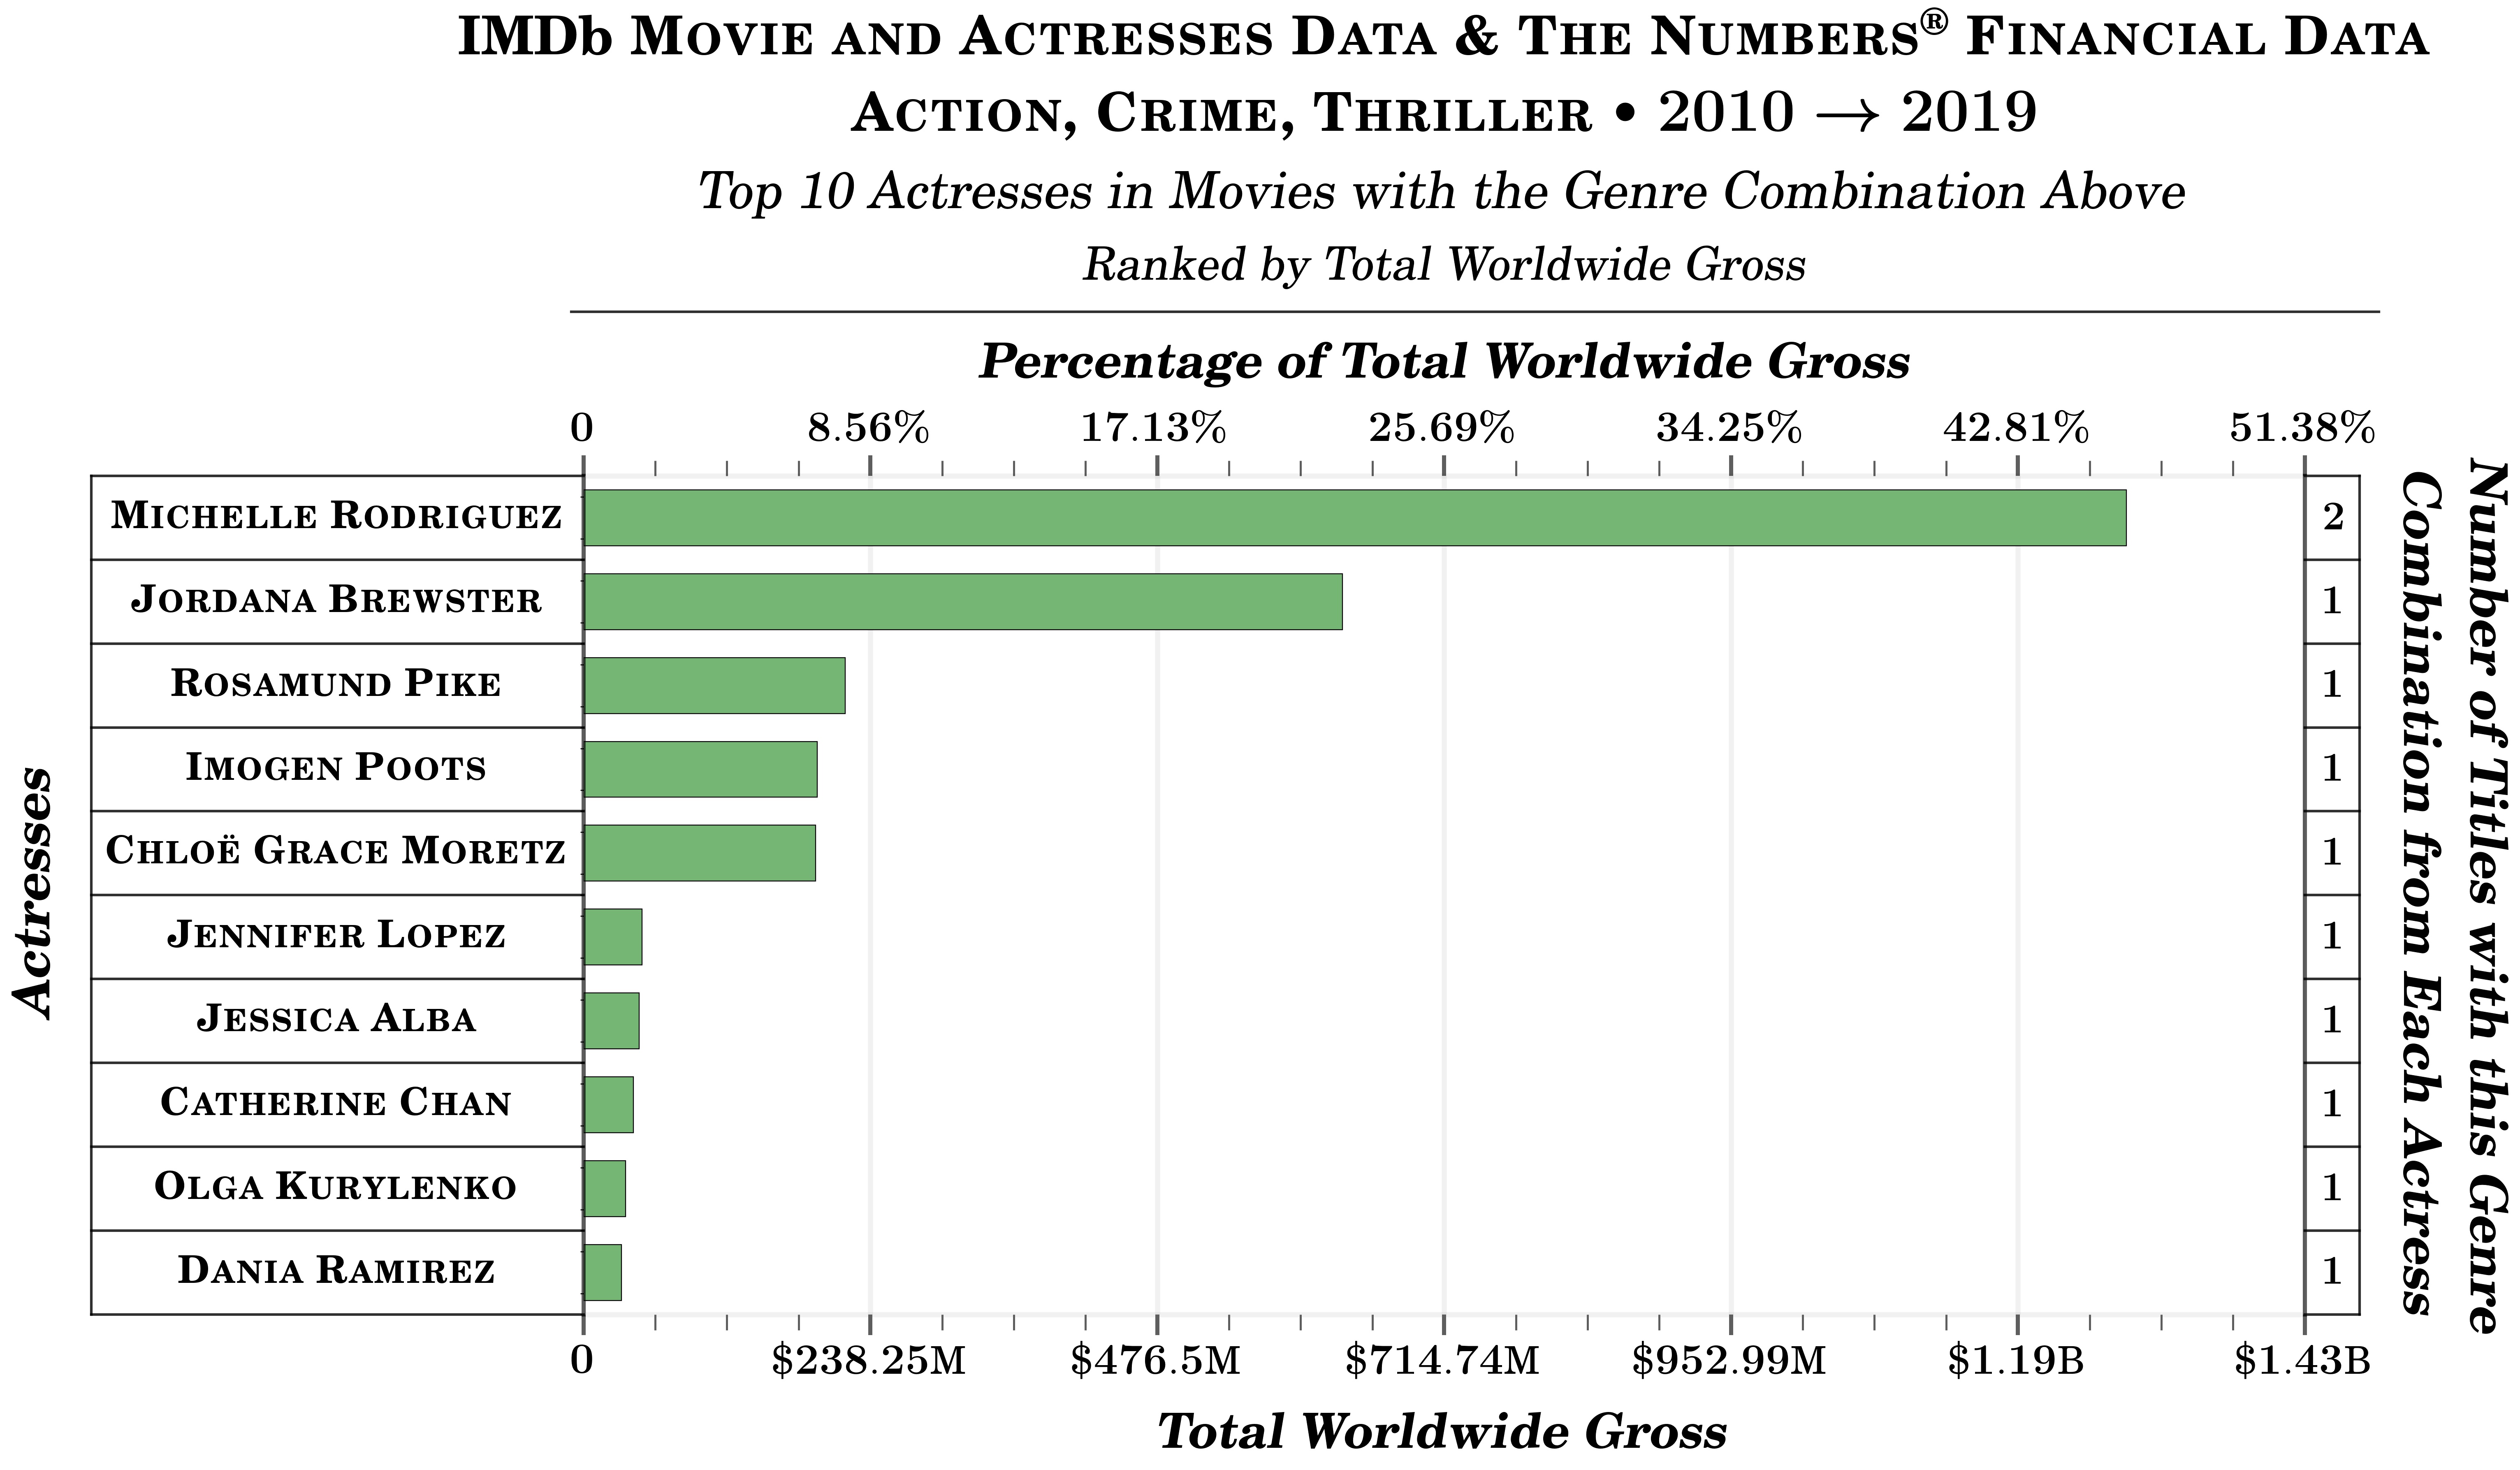 IMDb Movie and Actresses Data & The Numbers® Financial Data
Action, Crime, Thriller • 2010 → 2019
Top 10 Actresses in Movies with the Genre Combination Above
Ranked by Total Worldwide Gross
Percentage of Total Worldwide Gross
0 8.56% 17.13% 25.69% 34.25% 42.81% 51.38%
Actresses
Michelle Rodriguez 2
Jordana Brewster 1
Rosamund Pike 1
Imogen Poots 1
Chloë Grace Moretz 1
Jennifer Lopez 1
Jessica Alba 1
Catherine Chan 1
Olga Kurylenko 1
Dania Ramirez 1
Number of Titles with this Genre
Combination from Each Actress
0 $238.25M $476.5M $714.74M $952.99M $1.19B $1.43B
Total Worldwide Gross